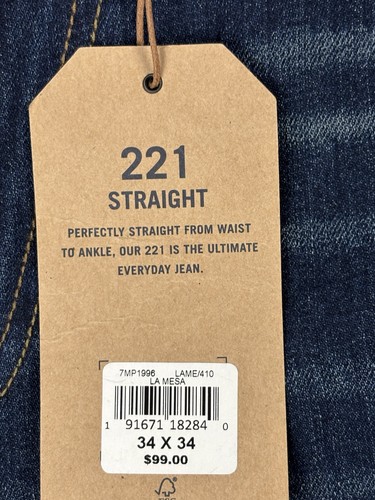 221
STRAIGHT
PERFECTLY STRAIGHT FROM WAIST
TO ANKLE, OUR 221 IS THE ULTIMATE
EVERYDAY JEAN.
7MP1996 LAME/410
LA MESA
1 91671 18284 0
34 X 34
$99.00